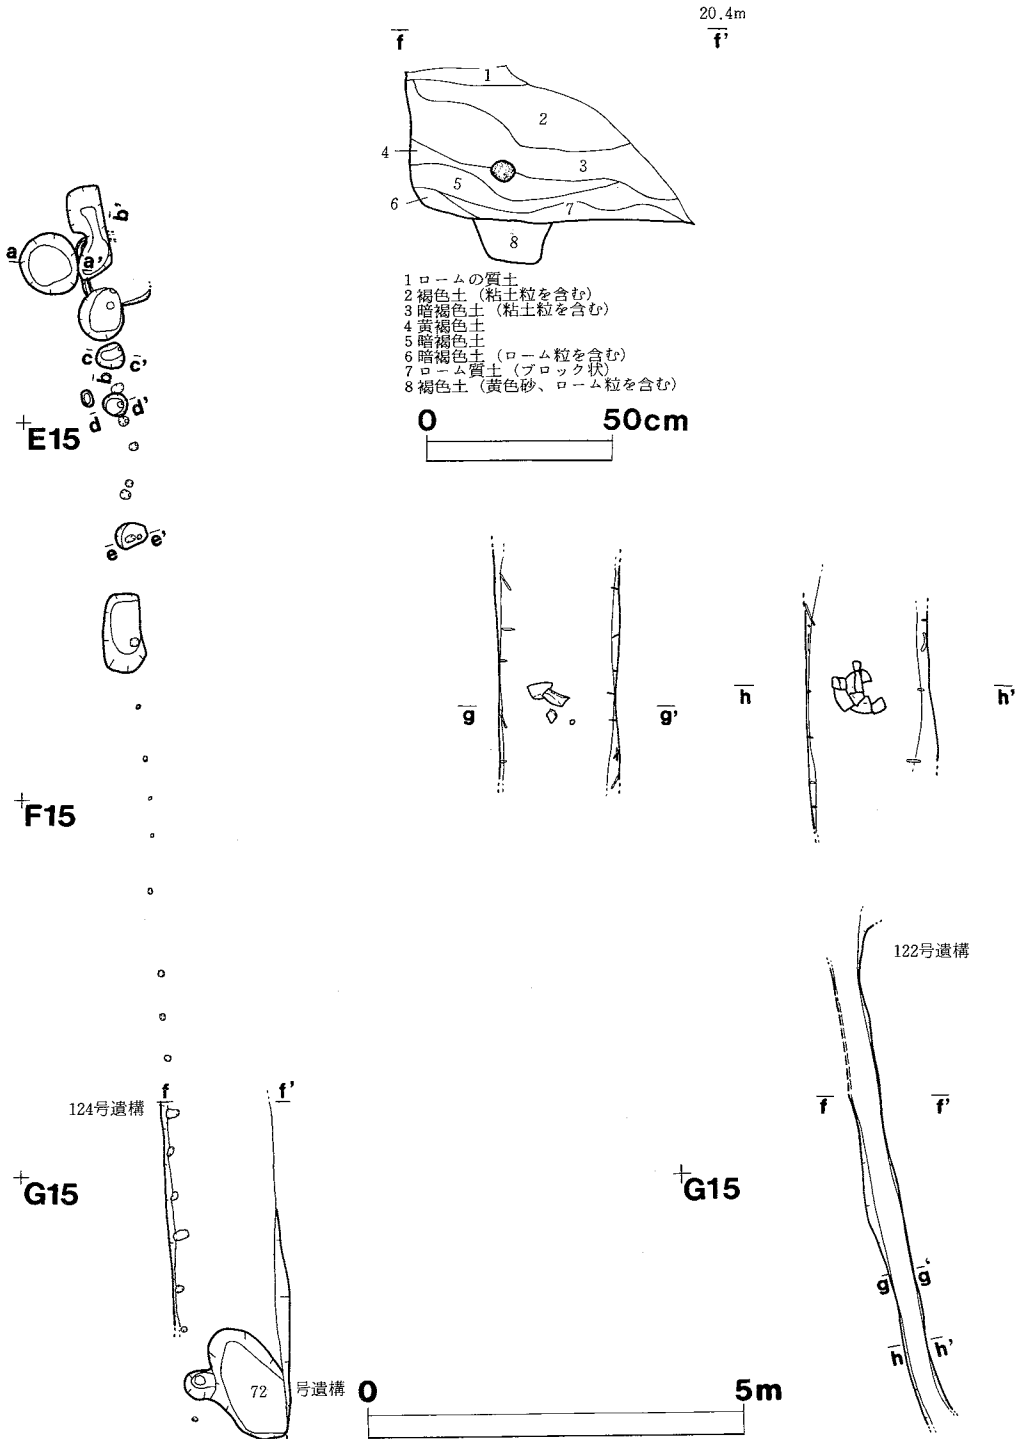 20.4m
f f'
1
2
3
4
5
6
7
8
1 ロームの質土
2 褐色土（粘土粒を含む）
3 暗褐色土（粘土粒を含む）
4 黄褐色土
5 暗褐色土
6 暗褐色土（ローム粒を含む）
7 ローム質土（ブロック状）
8 褐色土（黄色砂、ローム粒を含む）
0 50cm
b'
a a'
c c'
b
d d'
E15
e e'
g g' h h'
F15
122号遺構
f f'
124号遺構
f f'
G15
G15
g g'
h h'
72号遺構
0 5m